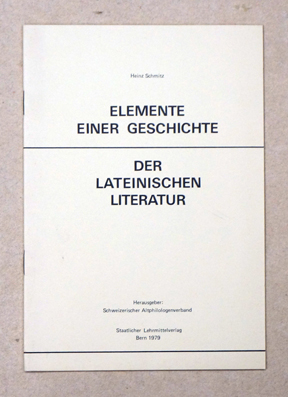 Heinz Schmitz
ELEMENTE
EINER GESCHICHTE
DER
LATEINISCHEN
LITERATUR
Herausgeber:
Schweizerischer Altphilologenverband
Staatlicher Lehrmittelverlag
Bern 1979